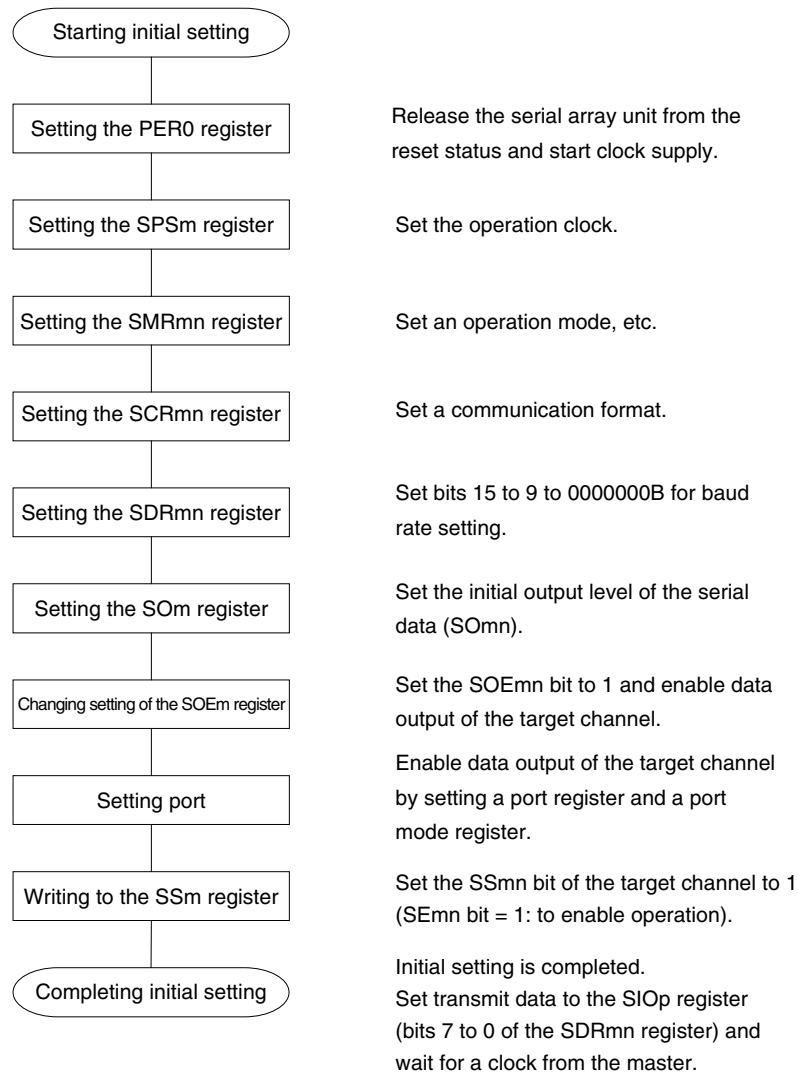 Starting initial setting
Setting the PER0 register
Release the serial array unit from the
reset status and start clock supply.
Setting the SPSm register
Set the operation clock.
Setting the SMRmn register
Set an operation mode, etc.
Setting the SCRmn register
Set a communication format.
Setting the SDRmn register
Set bits 15 to 9 to 0000000B for baud
rate setting.
Setting the SOm register
Set the initial output level of the serial
data (SOmn).
Changing setting of the SOEm register
Set the SOEmn bit to 1 and enable data
output of the target channel.
Setting port
Enable data output of the target channel
by setting a port register and a port
mode register.
Writing to the SSm register
Set the SSmn bit of the target channel to 1
(SEmn bit = 1: to enable operation).
Completing initial setting
Initial setting is completed.
Set transmit data to the SIOp register
(bits 7 to 0 of the SDRmn register) and
wait for a clock from the master.